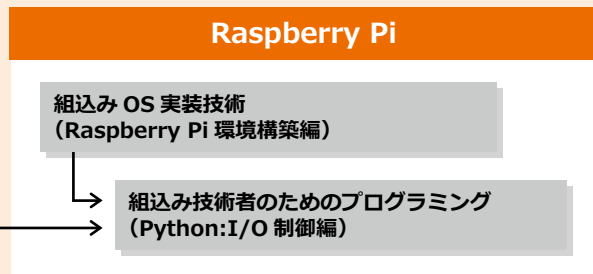 Raspberry Pi
組込み OS 実装技術
（Raspberry Pi 環境構築編）
組込み技術者のためのプログラミング
（Python:I/O 制御編）